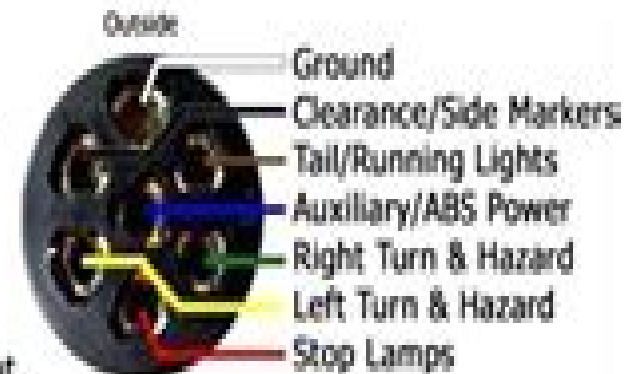 Outside
Ground
Clearance/Side Markers
Tail/Running Lights
Auxiliary/ABS Power
Right Turn & Hazard
Left Turn & Hazard
Stop Lamps